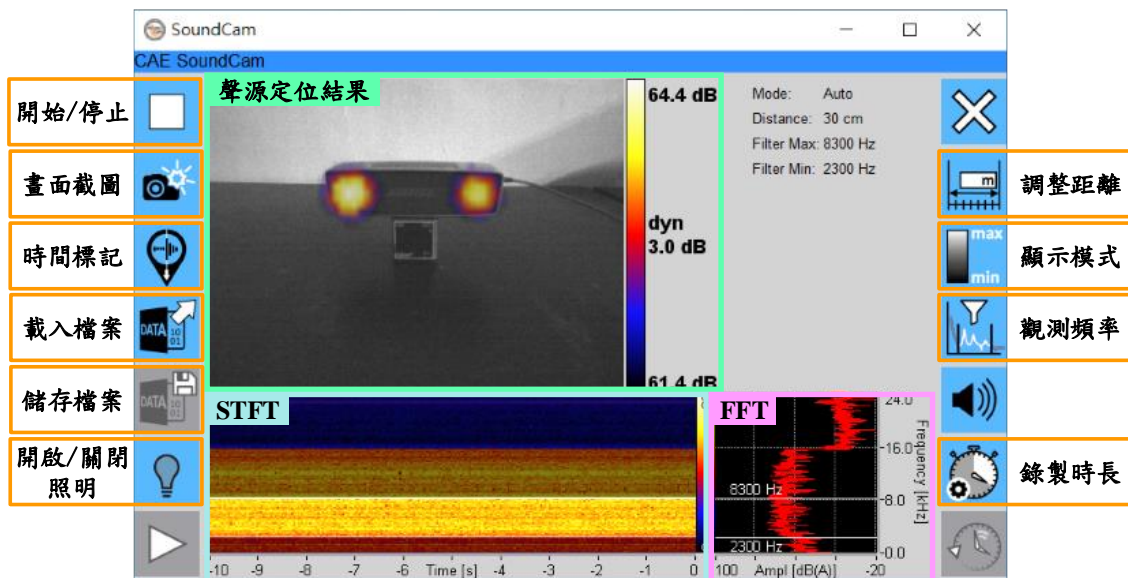 SoundCam
CAE SoundCam
開始/停止
畫面截圖
時間標記
載入檔案
DATA 10 01
儲存檔案
DATA 10 01
開啟/關閉
照明
聲源定位結果
64.4 dB
dyn
3.0 dB
61.4 dB
Mode: Auto
Distance: 30 cm
Filter Max: 8300 Hz
Filter Min: 2300 Hz
m
調整距離
max
min
顯示模式
觀測頻率
錄製時長
STFT
-10 -9 -8 -7 -6 Time [s] -4 -3 -2 -1 0
FFT
24.0
16.0
8300 Hz
-8.0
2300 Hz
-0.0
Frequency [kHz]
100 Ampl [dB(A)] -20